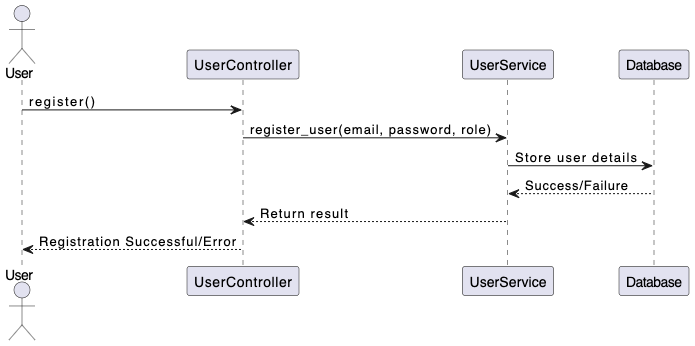 User
UserController UserService Database
register()
register_user(email, password, role)
Store user details
Success/Failure
Return result
Registration Successful/Error
User
UserController UserService Database